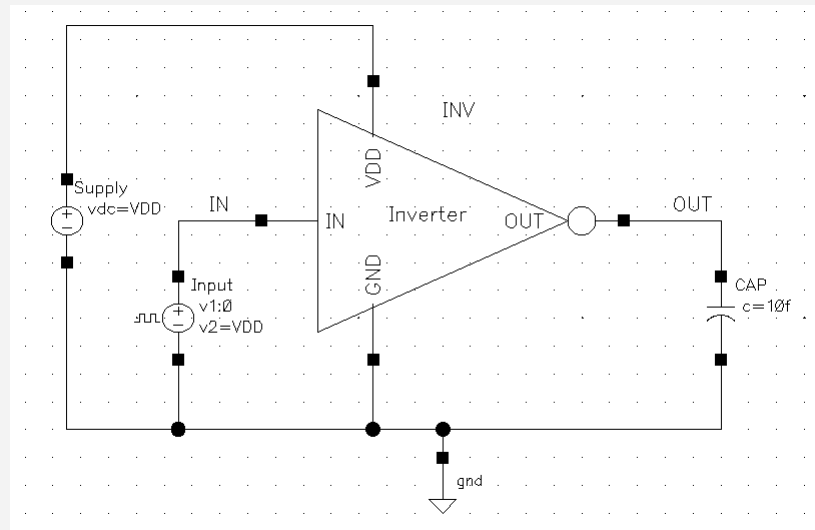 INV
VDD
Supply
vdc=VDD
IN
IN
Inverter
OUT
OUT
GND
Input
v1:0
v2=VDD
CAP
c=10f
gnd